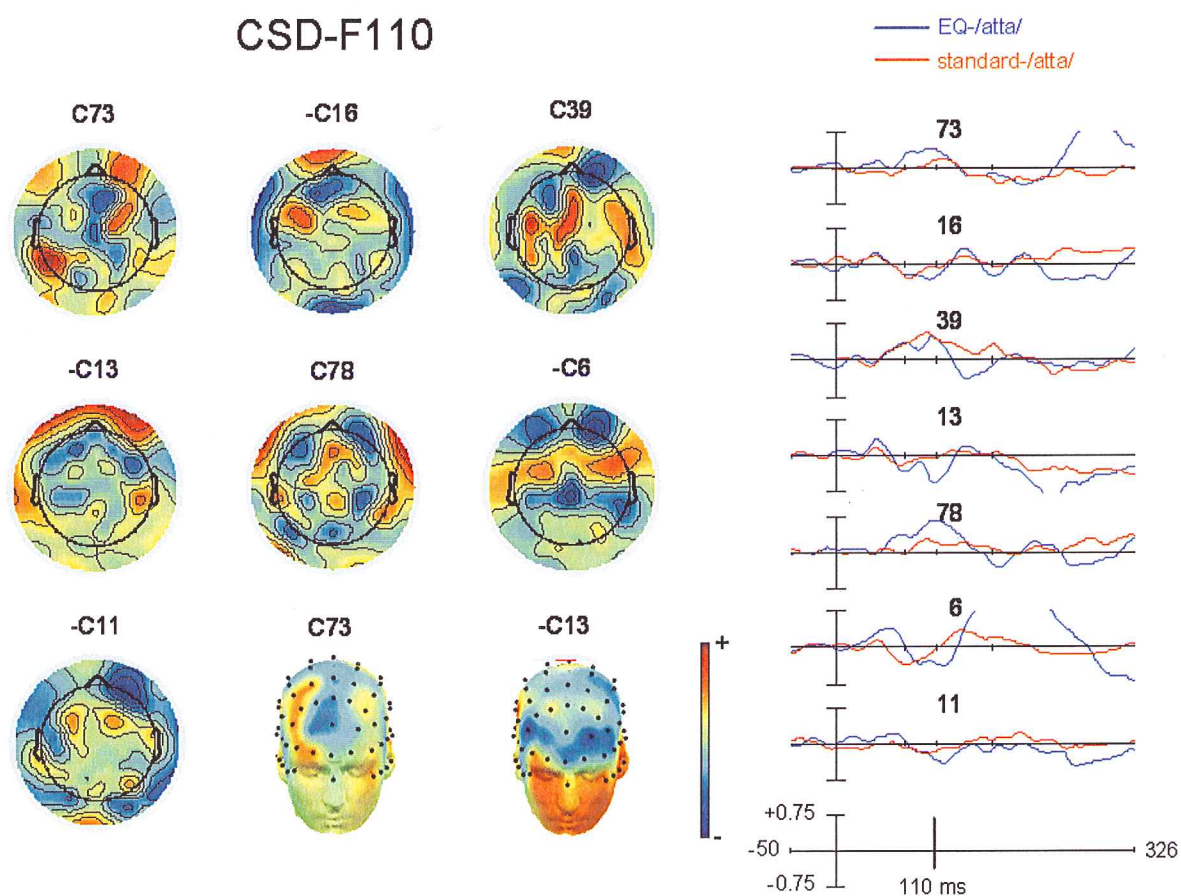 CSD-F110
EQ-/atta/
standard-/atta/
C73
-C16
C39
-C13
C78
-C6
-C11
C73
-C13
+
-
73
16
39
13
78
6
11
+0.75
-50
326
-0.75
110 ms